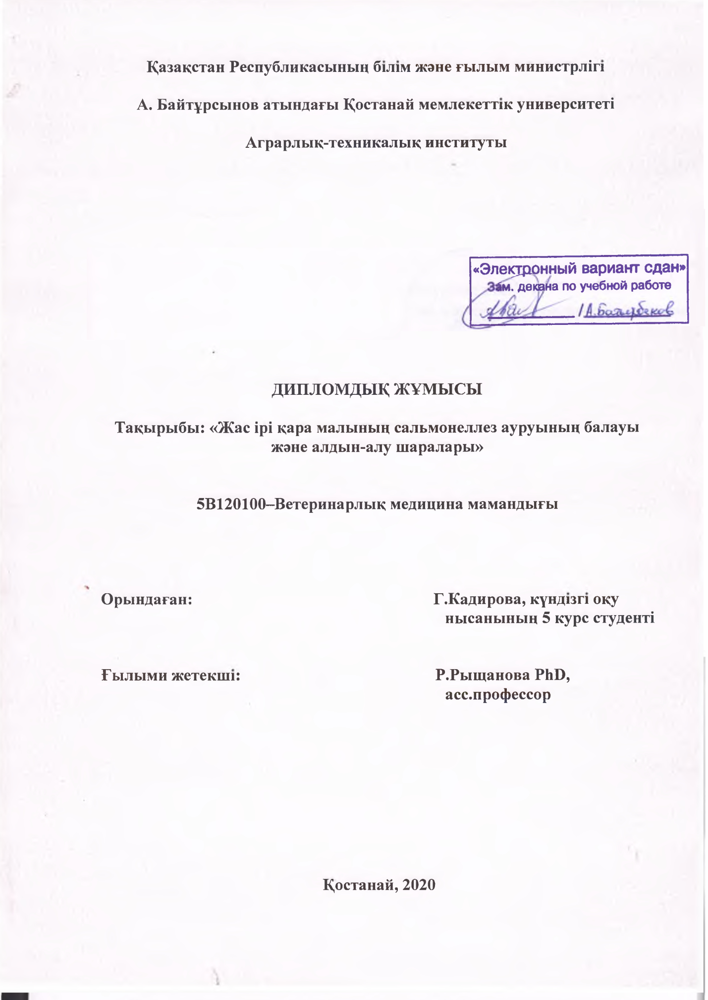 Қазақстан Республикасының білім және ғылым министрлігі
А. Байтұрсынов атындағы Қостанай мемлекеттік университеті
Аграрлық-техникалық институты
«Электронный вариант сдан»
Зам. декана по учебной работе
/А.Батырбеков
ДИПЛОМДЫҚ ЖҰМЫСЫ
Тақырыбы: «Жас ірі қара малының сальмонеллез ауруының балауы
және алдын-алу шаралары»
5В120100–Ветеринарлық медицина мамандығы
Орындаған: Г.Кадирова, күндізгі оқу
нысанының 5 курс студенті
Ғылыми жетекші: Р.Рыщанова PhD,
асс.профессор
Қостанай, 2020